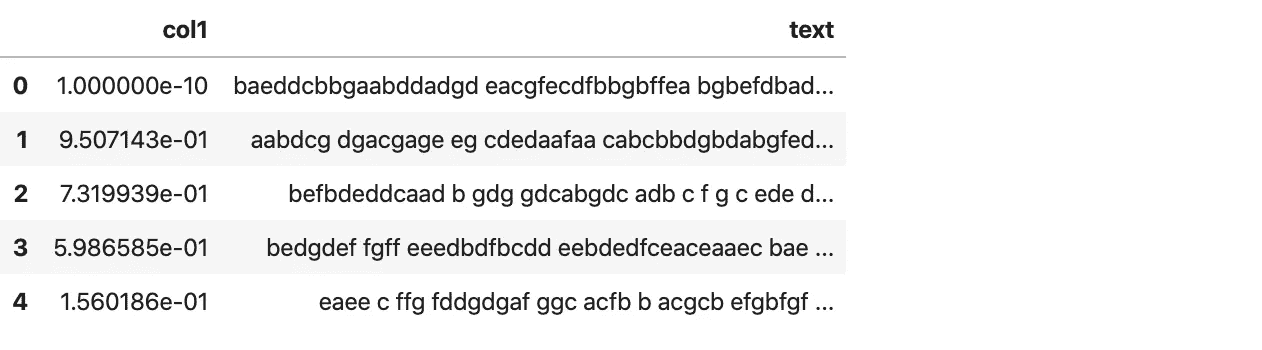 col1 text
0 1.000000e-10 baeddcbbgaabddadgd eacgfecdfbbgbffea bgbefdbad...
1 9.507143e-01 aabdcg dgacgage eg cdedaafaa cabcbbdgbdabgfed...
2 7.319939e-01 befbdeddcaad b gdg gdcabgdc adb c f g c ede d...
3 5.986585e-01 bedgdef fgff eeedbdfbcdd eebdedfceaceaaec bae ...
4 1.560186e-01 eaee c ffg fddgdgaf ggc acfb b acgcb efgbfgf ...